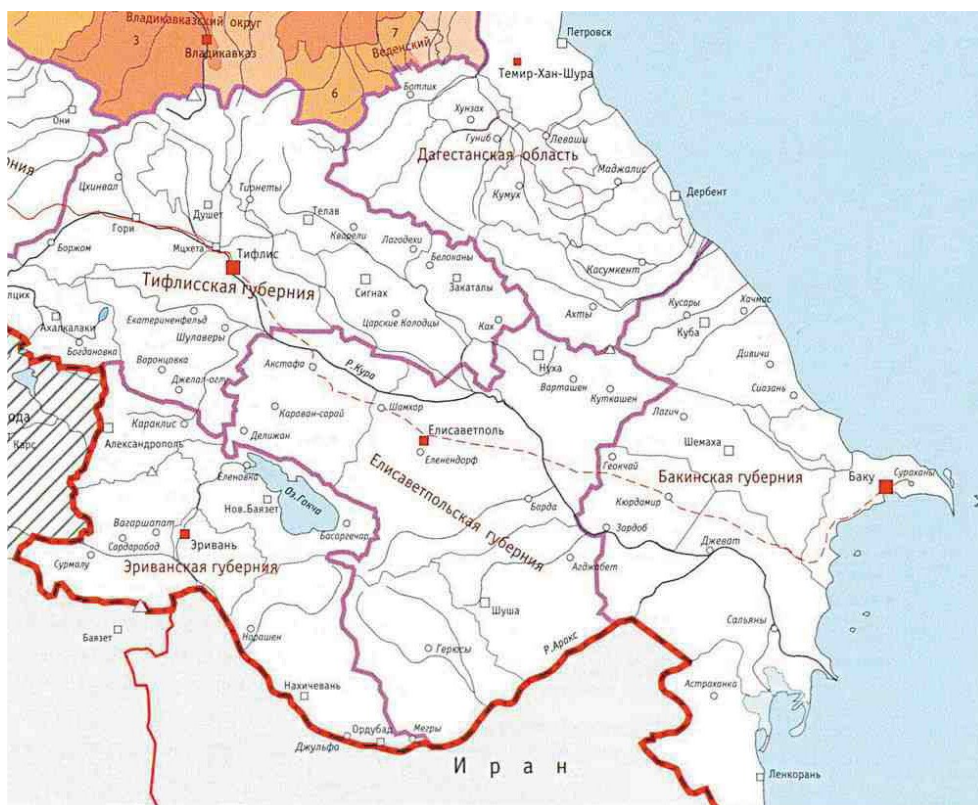 Владикавказский округ
3
Владикавказ
7
Веденский
6
Петровск
Темир-Хан-Шура
Они
Ботлих
Хунзах
Гуниб
Леваши
Дагестанская область
Маджалис
Кумух
Дербент
Касумкент
Ахты
Цхинвал
Тионеты
Душет
Телав
Гори
Мцхета
Кварели
Лагодехи
Белоканы
Боржом
Тифлис
Закаталы
Тифлисская губерния
Сигнах
Царские Колодцы
Ках
Кусары
Хачмас
Куба
Ахалкалаки
Богдановка
Екатериненфельд
Шулаверы
Воронцовка
Джелал-оглы
Акстафа
Р.Кура
Нуха
Варташен
Куткашен
Дивичи
Сиазань
Карс
Караклис
Александрополь
Караван-сарай
Делижан
Шамхор
Елисаветполь
Еленендорф
Лагич
Шемаха
Геокчай
Бакинская губерния
Баку
Сураханы
Елисаветпольская губерния
Кюрдамир
Еленовка
Оз.Гокча
Нов.Баязет
Басаргечар
Барда
Зардоб
Джеват
Вагаршапат
Сардарабад
Эривань
Сурмалу
Эриванская губерния
Агджабет
Шуша
Баязет
Норашен
Герюсы
Р.Аракс
Сальяны
Нахичевань
Астраханка
Ордубад
Мегры
Джульфа
Иран
Ленкорань